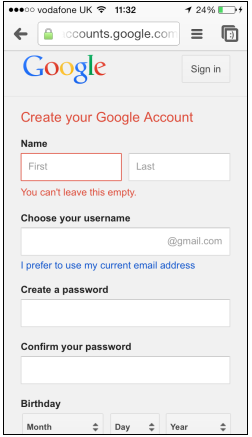 vodafone UK 11:32 24%
accounts.google.com
Google Sign in
Create your Google Account
Name
First Last
You can't leave this empty.
Choose your username
@gmail.com
I prefer to use my current email address
Create a password
Confirm your password
Birthday
Month Day Year